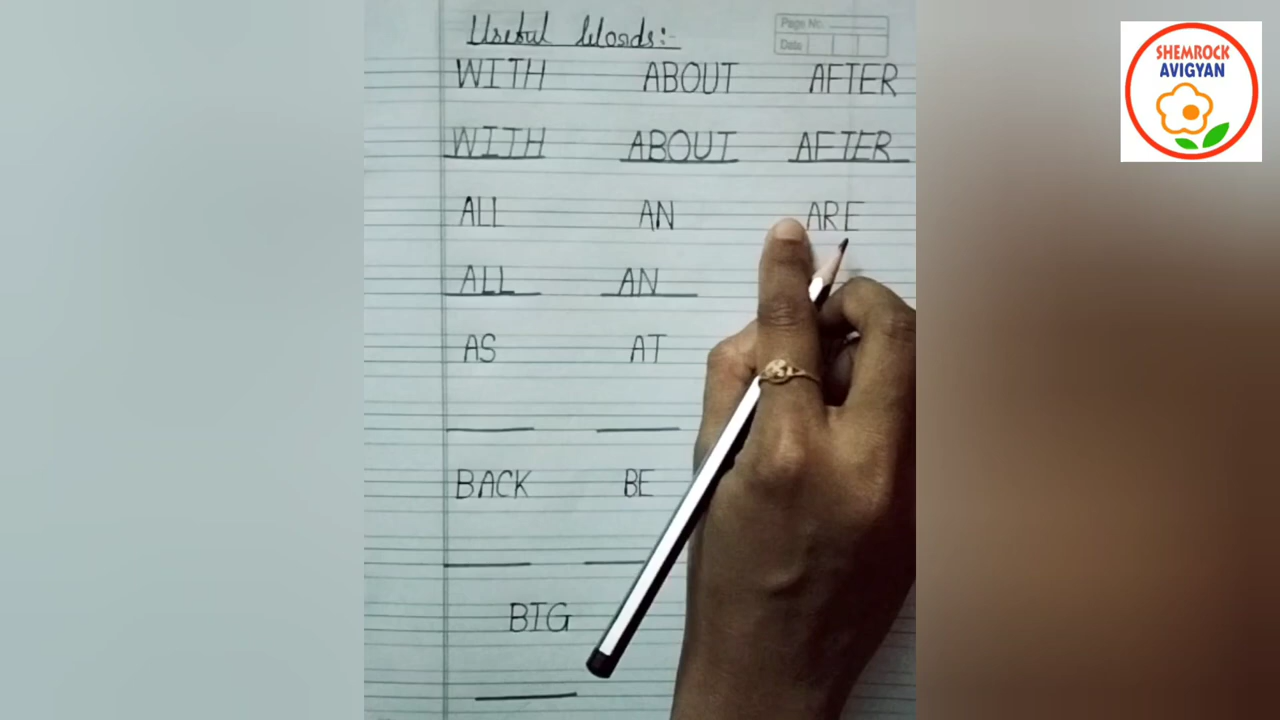 Useful Words:-
Page No.
Date
SHEMROCK
AVIGYAN
WITH ABOUT AFTER
WITH ABOUT AFTER
ALL AN ARE
ALL AN
AS AT
BACK BE
BIG